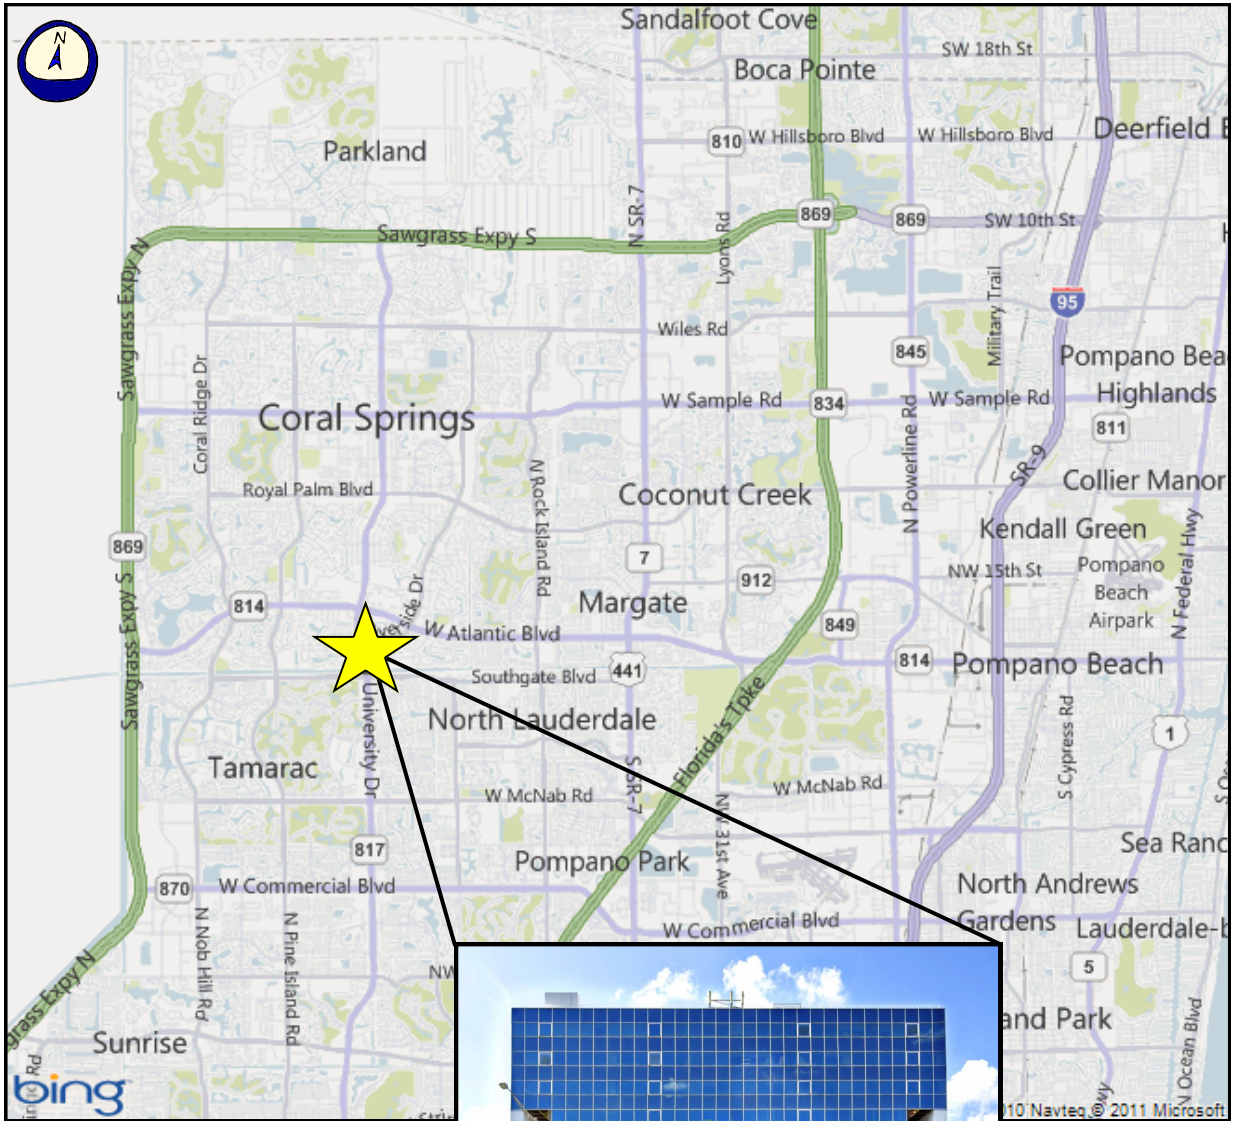 Sandalfoot Cove
SW 18th St
N
Boca Pointe
Deerfield
Parkland
810
W Hillsboro Blvd
W Hillsboro Blvd
N SR-7
869
869
SW 10th St
Sawgrass Expy S
Lyons Rd
Sawgrass Expy N
Military Trail
95
Wiles Rd
845
Pompano Bea
Coral Ridge Dr
W Sample Rd
834
W Sample Rd
Highlands
Coral Springs
811
N Powerline Rd
SR-9
N Rock Island Rd
Royal Palm Blvd
Coconut Creek
Collier Manor
Kendall Green
869
7
912
NW 15th St
Pompano
Beach
Airpark
N Federal Hwy
814
Margate
849
erside Dr
W Atlantic Blvd
Sawgrass Expy S
Southgate Blvd
441
814
Pompano Beach
University Dr
North Lauderdale
Florida's Tpke
S Cypress Rd
1
Tamarac
S SR-7
W McNab Rd
W McNab Rd
NW 31st Ave
817
Pompano Park
Sea Ranc
870
W Commercial Blvd
North Andrews
Gardens
W Commercial Blvd
Lauderdale-b
N Nob Hill Rd
N Pine Island Rd
NW
5
grass Expy N
and Park
Sunrise
N Ocean Blvd
bing
10 Navteq © 2011 Microsoft